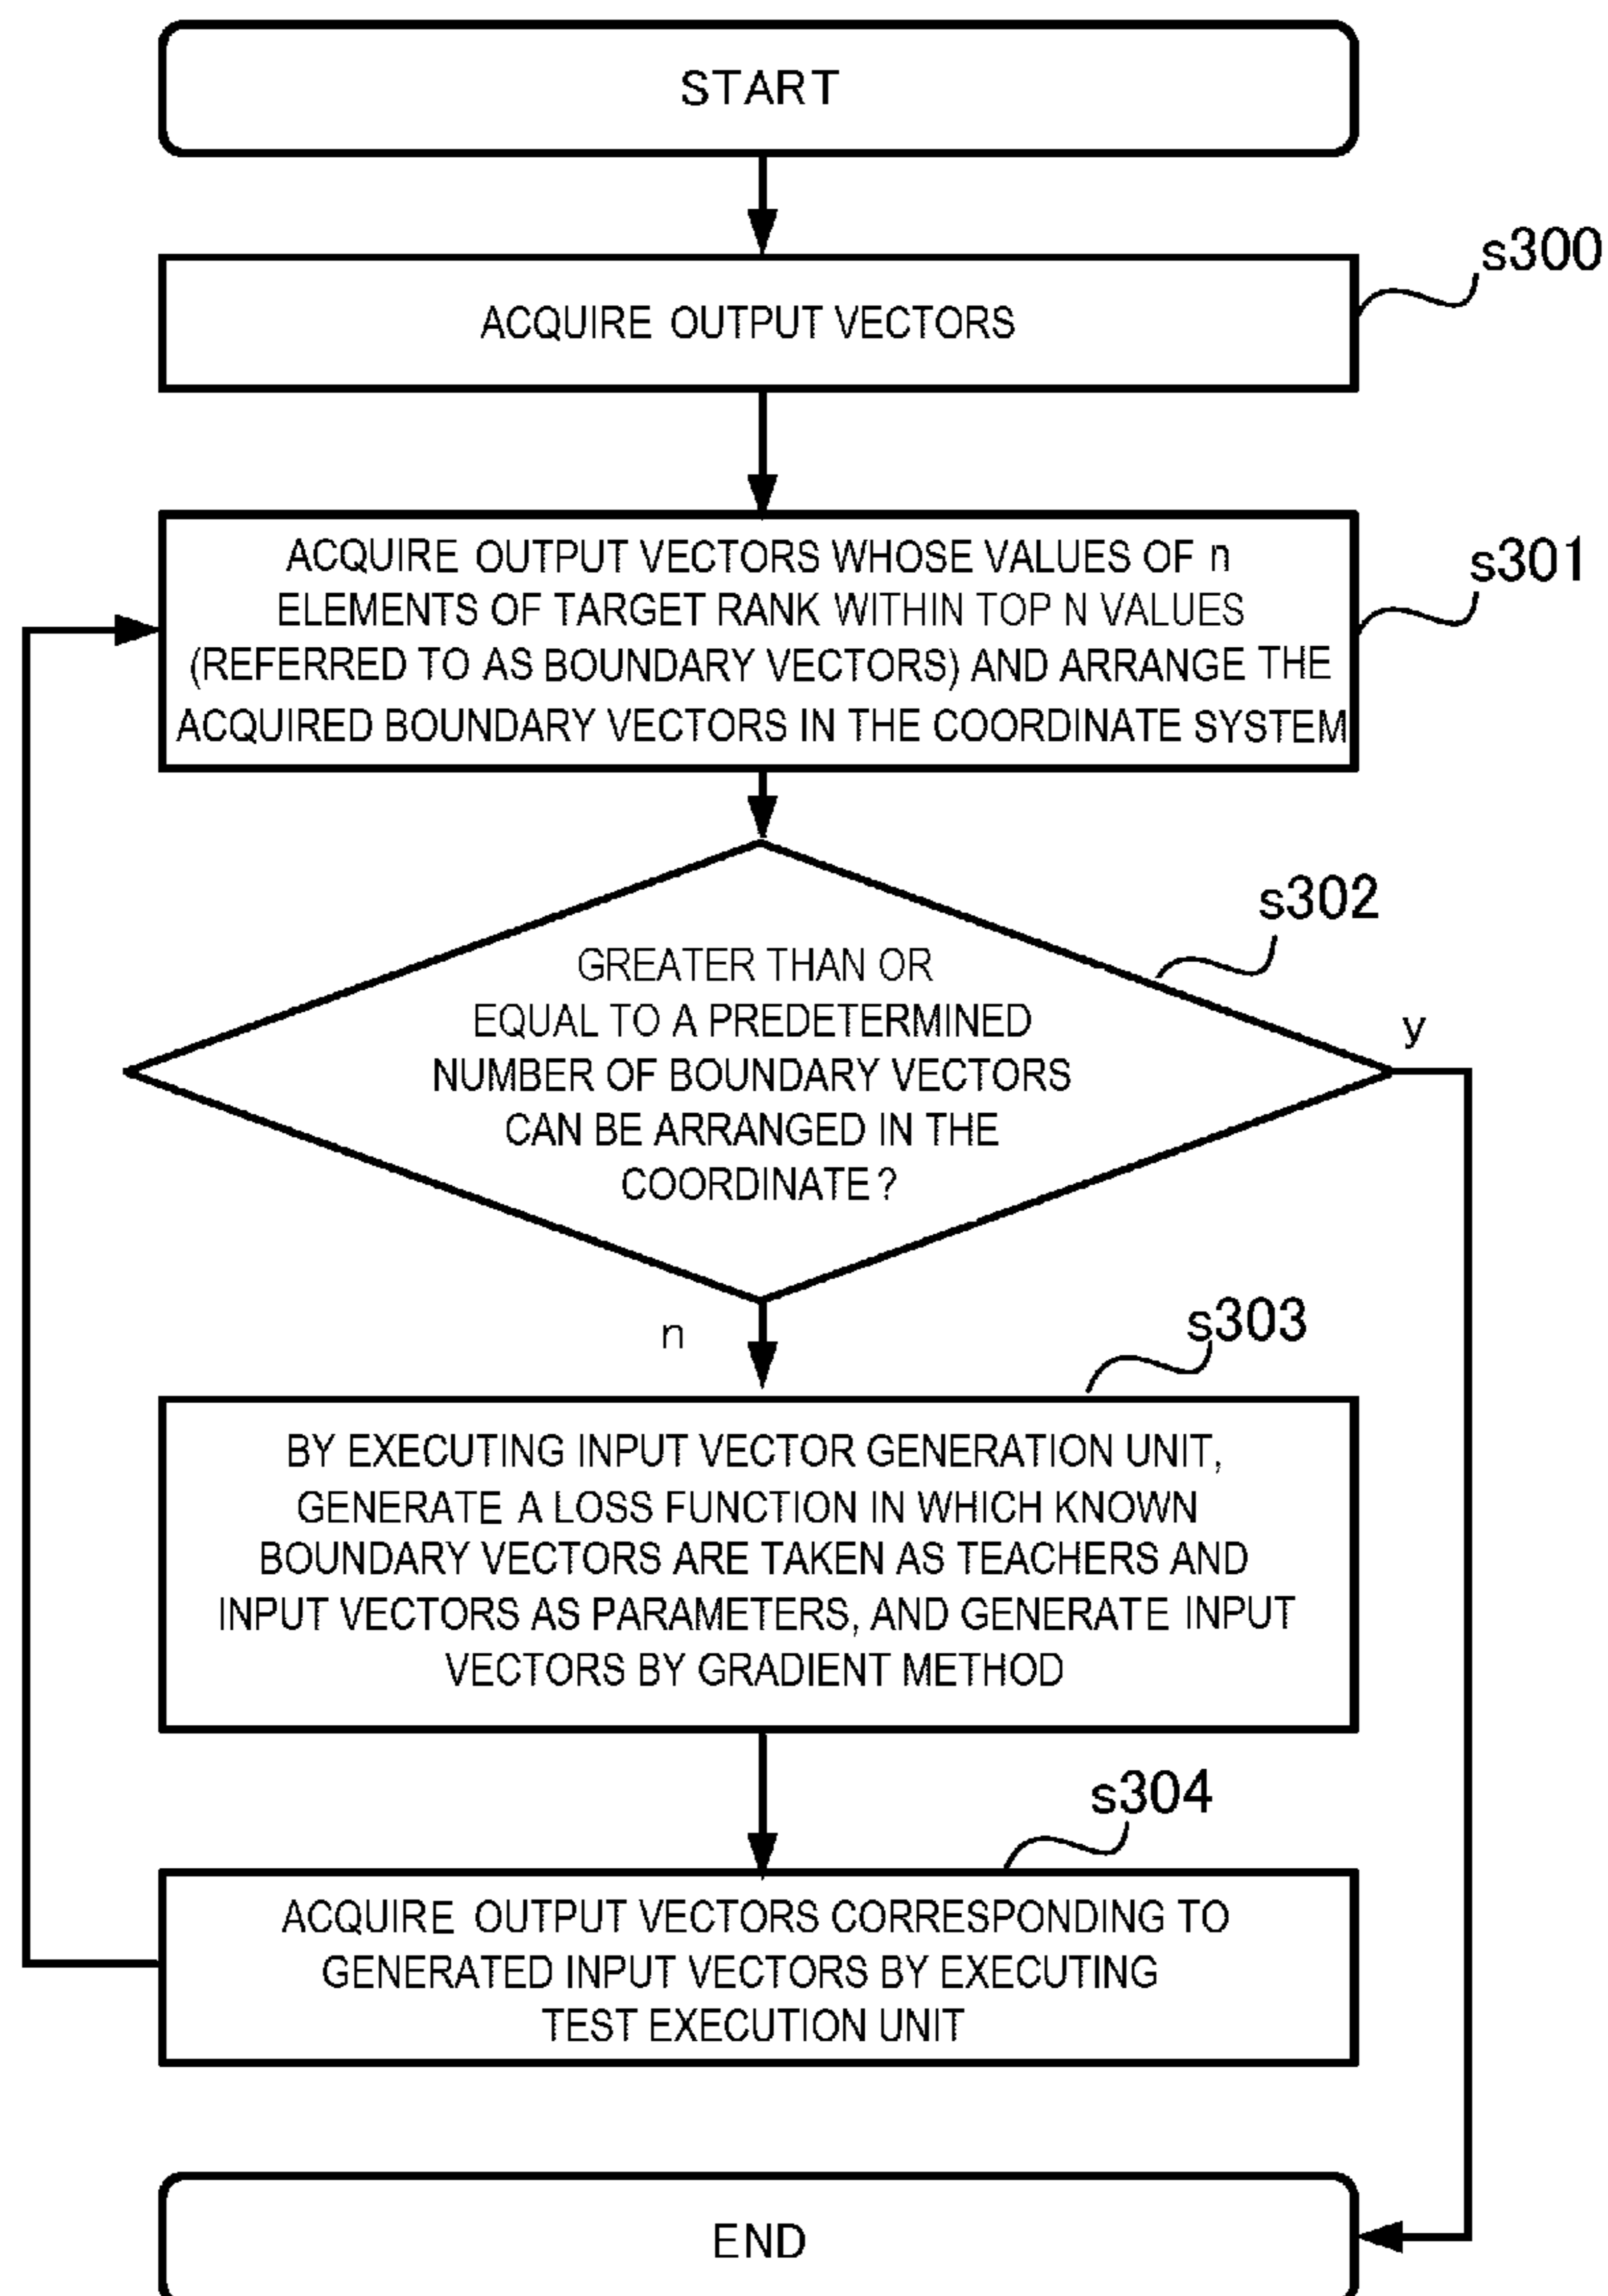 START
s300
ACQUIRE OUTPUT VECTORS
s301
ACQUIRE OUTPUT VECTORS WHOSE VALUES OF n
ELEMENTS OF TARGET RANK WITHIN TOP N VALUES
(REFERRED TO AS BOUNDARY VECTORS) AND ARRANGE THE
ACQUIRED BOUNDARY VECTORS IN THE COORDINATE SYSTEM
s302
GREATER THAN OR
EQUAL TO A PREDETERMINED
NUMBER OF BOUNDARY VECTORS
CAN BE ARRANGED IN THE
COORDINATE?
y
n
s303
BY EXECUTING INPUT VECTOR GENERATION UNIT,
GENERATE A LOSS FUNCTION IN WHICH KNOWN
BOUNDARY VECTORS ARE TAKEN AS TEACHERS AND
INPUT VECTORS AS PARAMETERS, AND GENERATE INPUT
VECTORS BY GRADIENT METHOD
s304
ACQUIRE OUTPUT VECTORS CORRESPONDING TO
GENERATED INPUT VECTORS BY EXECUTING
TEST EXECUTION UNIT
END